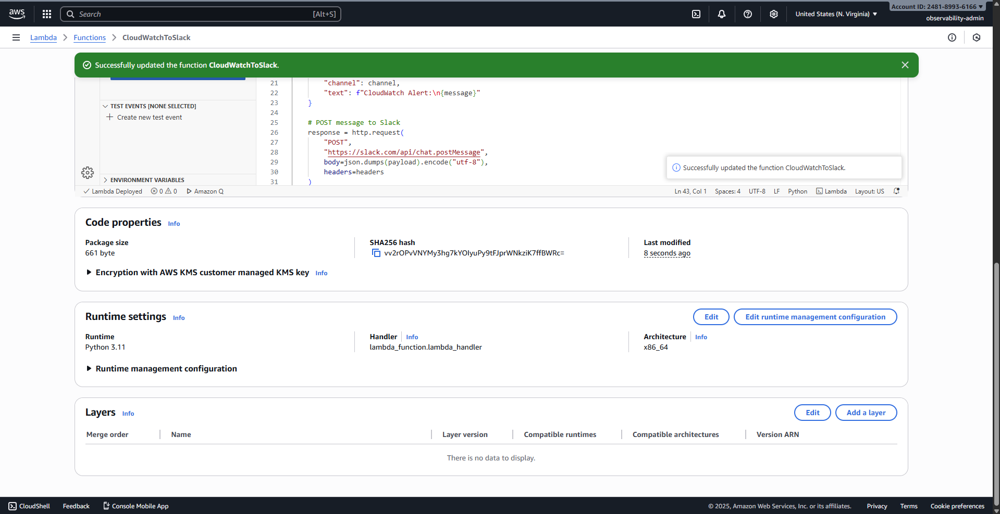 aws
Search
[Alt+S]
United States (N. Virginia)
Account ID: 2481-8993-6166
observability-admin
Lambda
Functions
CloudWatchToSlack
Successfully updated the function CloudWatchToSlack.
TEST EVENTS [NONE SELECTED]
Create new test event
ENVIRONMENT VARIABLES
21 "channel": channel,
22 "text": f"CloudWatch Alert:\n{message}"
23 }
24
25 # POST message to Slack
26 response = http.request(
27 "POST",
28 "https://slack.com/api/chat.postMessage",
29 body=json.dumps(payload).encode("utf-8"),
30 headers=headers
31 )
Successfully updated the function CloudWatchToSlack.
Lambda Deployed 0 0 Amazon Q
Ln 43, Col 1 Spaces: 4 UTF-8 LF Python Lambda Layout: US
Code properties Info
Package size
661 byte
SHA256 hash
vv2rOPvVNYMy3hg7kYOIyuPy9tFJprWNkziK7ffBWRc=
Last modified
8 seconds ago
Encryption with AWS KMS customer managed KMS key Info
Runtime settings Info
Edit
Edit runtime management configuration
Runtime
Python 3.11
Handler Info
lambda_function.lambda_handler
Architecture Info
x86_64
Runtime management configuration
Layers Info
Edit
Add a layer
Merge order Name Layer version Compatible runtimes Compatible architectures Version ARN
There is no data to display.
CloudShell Feedback Console Mobile App
© 2025, Amazon Web Services, Inc. or its affiliates. Privacy Terms Cookie preferences